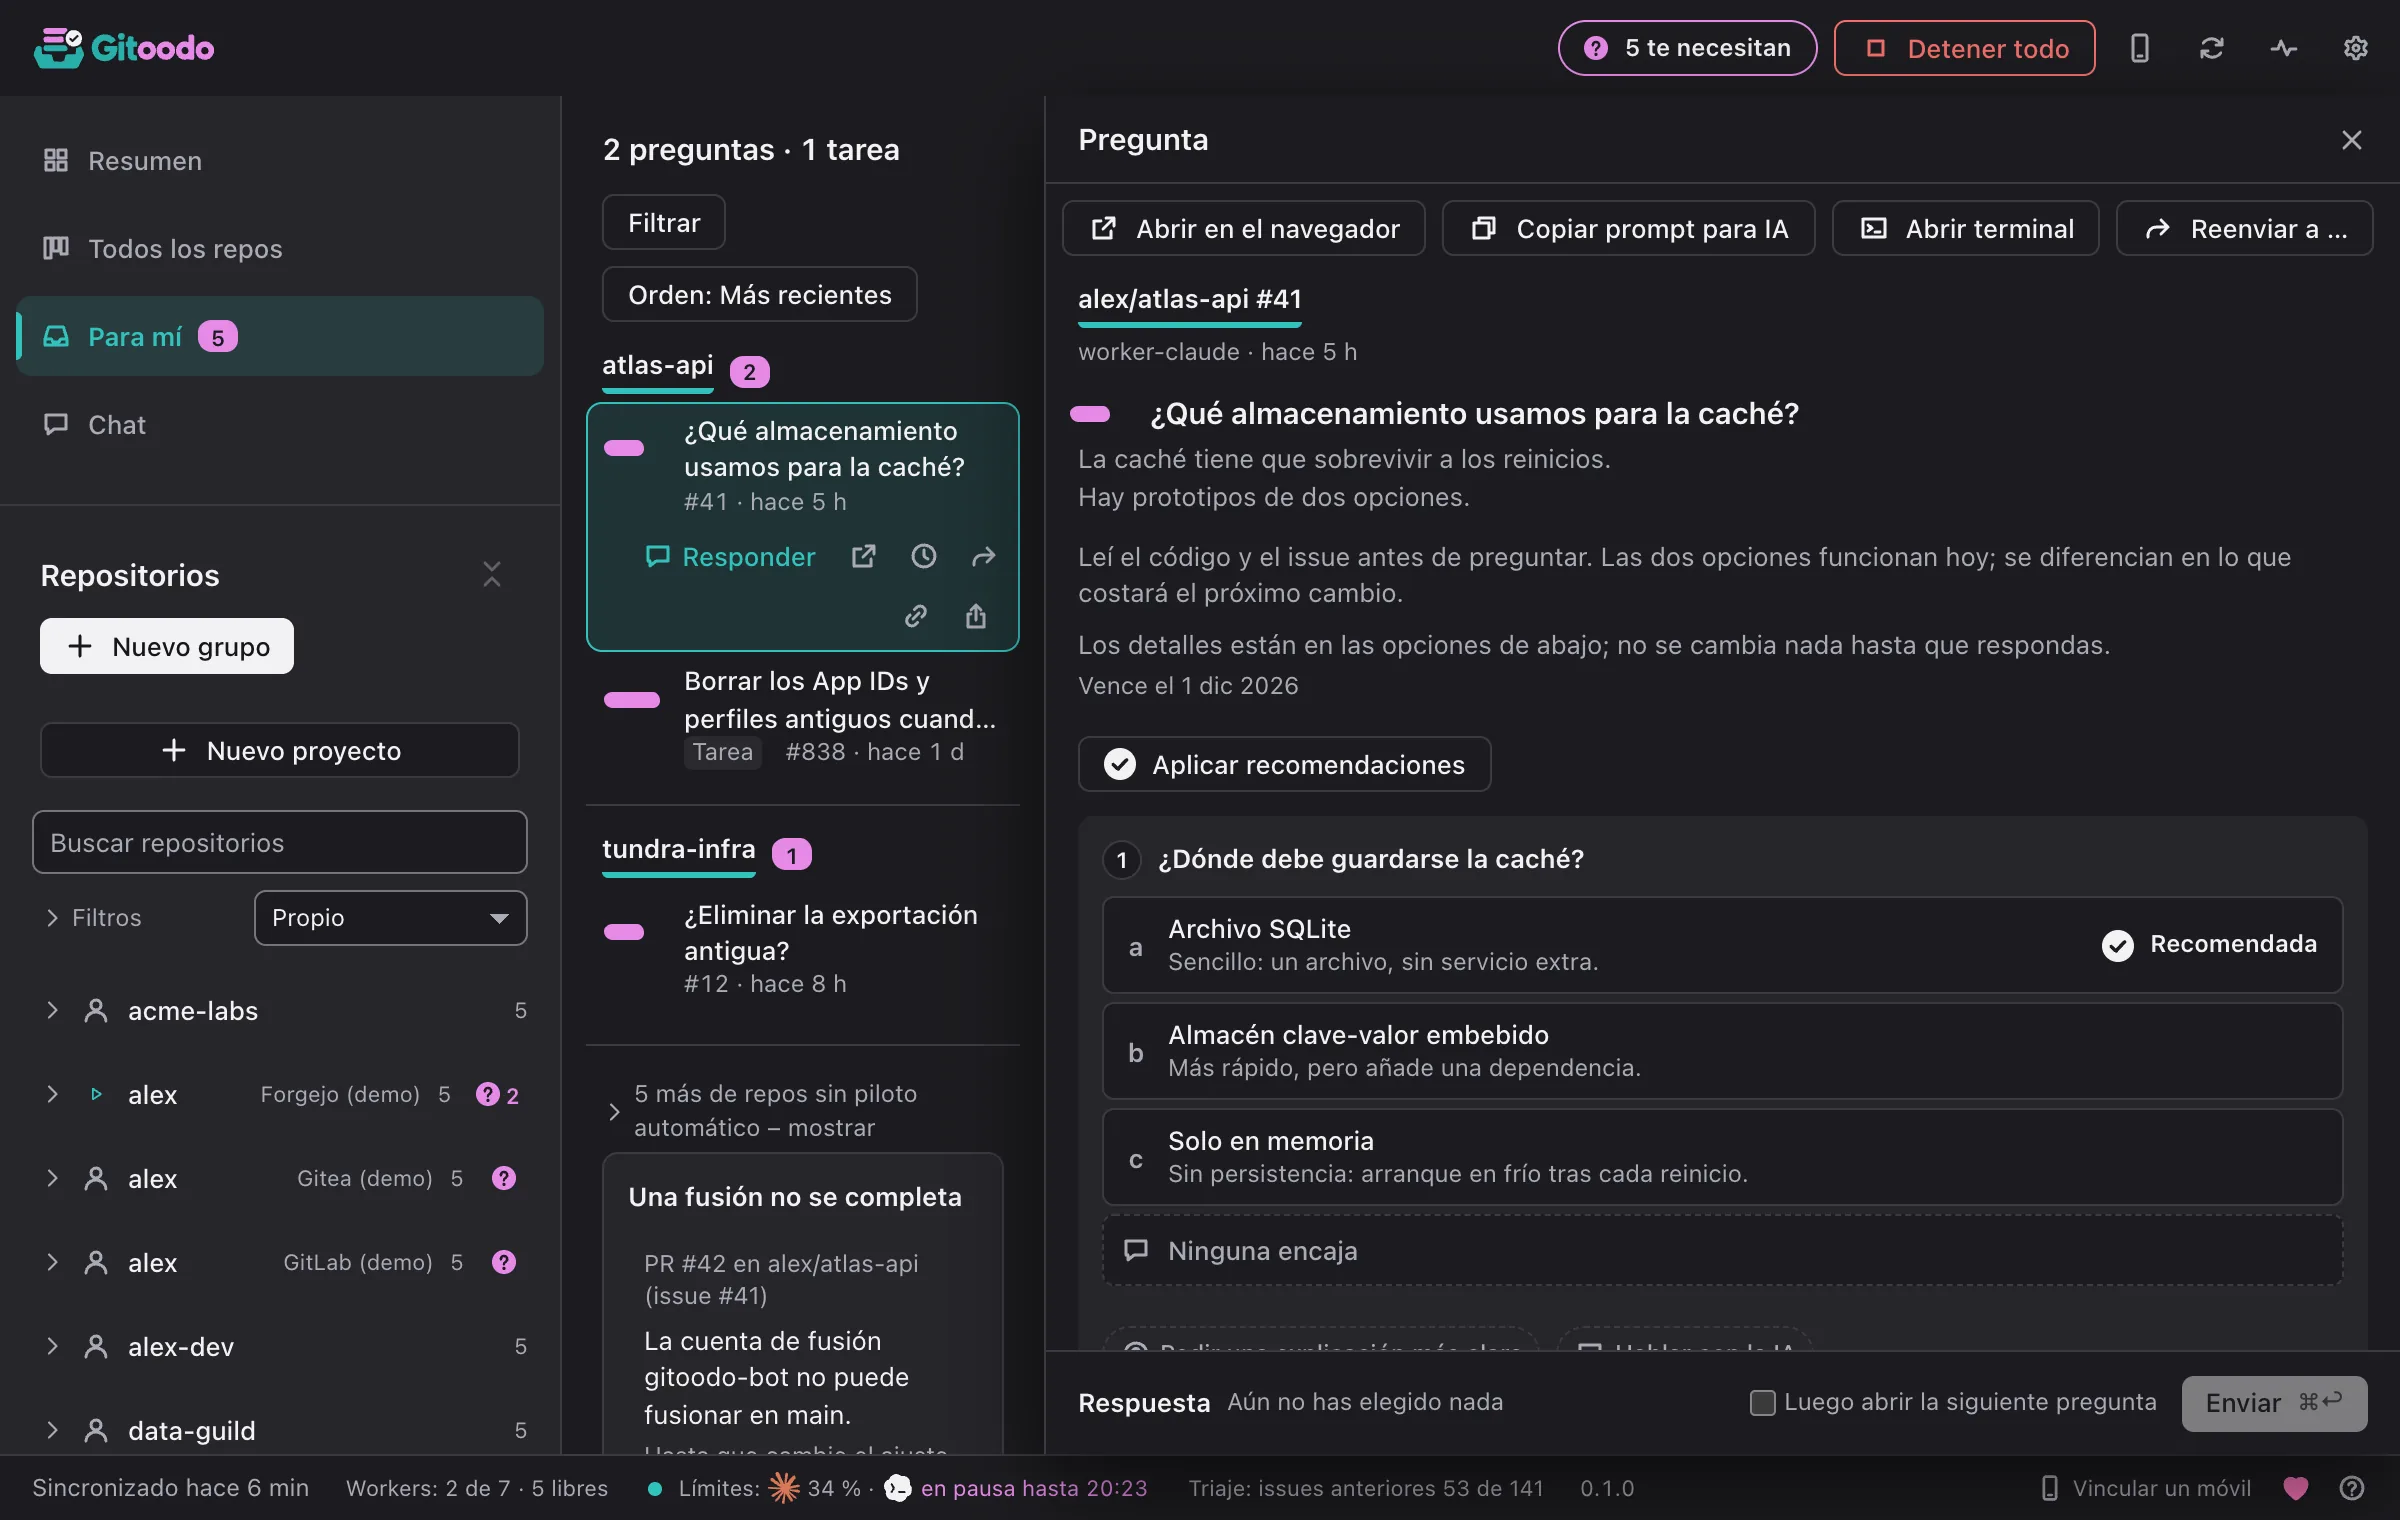 Gitoodo
5 te necesitan
Detener todo
Resumen
Todos los repos
Para mí 5
Chat
Repositorios
Nuevo grupo
Nuevo proyecto
Buscar repositorios
Filtros
Propio
acme-labs 5
alex Forgejo (demo) 5 ? 2
alex Gitea (demo) 5 ?
alex GitLab (demo) 5 ?
alex-dev 5
data-guild 5
2 preguntas · 1 tarea
Filtrar
Orden: Más recientes
atlas-api 2
¿Qué almacenamiento
usamos para la caché?
#41 · hace 5 h
Responder
Borrar los App IDs y
perfiles antiguos cuand...
Tarea #838 · hace 1 d
tundra-infra 1
¿Eliminar la exportación
antigua?
#12 · hace 8 h
5 más de repos sin piloto
automático – mostrar
Una fusión no se completa
PR #42 en alex/atlas-api
(issue #41)
La cuenta de fusión
gitoodo-bot no puede
fusionar en main.
Hasta que cambie el ajuste
Pregunta
Abrir en el navegador
Copiar prompt para IA
Abrir terminal
Reenviar a ...
alex/atlas-api #41
worker-claude · hace 5 h
¿Qué almacenamiento usamos para la caché?
La caché tiene que sobrevivir a los reinicios.
Hay prototipos de dos opciones.
Leí el código y el issue antes de preguntar. Las dos opciones funcionan hoy; se diferencian en lo que
costará el próximo cambio.
Los detalles están en las opciones de abajo; no se cambia nada hasta que respondas.
Vence el 1 dic 2026
Aplicar recomendaciones
1 ¿Dónde debe guardarse la caché?
a Archivo SQLite
Sencillo: un archivo, sin servicio extra.
Recomendada
b Almacén clave-valor embebido
Más rápido, pero añade una dependencia.
c Solo en memoria
Sin persistencia: arranque en frío tras cada reinicio.
Ninguna encaja
Pedir una explicación más clara
Hablar con la IA
Respuesta Aún no has elegido nada
Luego abrir la siguiente pregunta
Enviar ⌘↩
Sincronizado hace 6 min
Workers: 2 de 7 · 5 libres
Límites: 34 % · en pausa hasta 20:23
Triaje: issues anteriores 53 de 141
0.1.0
Vincular un móvil